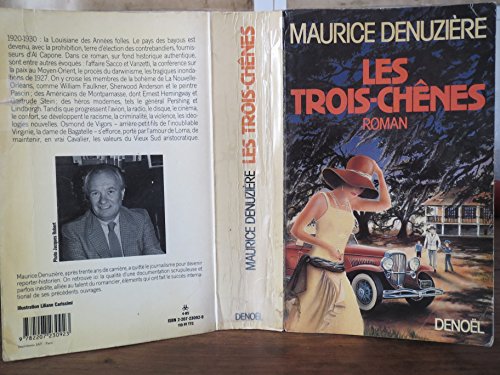 1920-1930 : la Louisiane des Années folles. Le pays des bayous est
devenu, avec la prohibition, terre d'élection des contrebandiers, fournis-
seurs d'Al Capone. Dans ce roman, sur fond historique authentique,
sont entre autres évoqués : l'affaire Sacco et Vanzetti, la conférence sur
la paix au Moyen-Orient, le procès du darwinisme, les tragiques inonda-
tions de 1927. On y croise les membres de la bohème de La Nouvelle-
Orléans, comme William Faulkner, Sherwood Anderson et le peintre
des Américains de Montparnasse, dont Ernest Heming-
Gertrude Stein ; des héros modernes, tels le général Pershing et
Lindbergh. Tandis que progressent l'avion, la radio, le disque, le cinéma,
le confort, se développent le racisme, la criminalité, la violence, les idéo-
logies nouvelles. Osmond de Vigors – arrière-petit-fils de l'inoubliable
Virginie, la dame de Bagatelle – s'efforce, porté par l'amour de Lorna, de
maintenir, en vrai Cavalier, les valeurs du Vieux Sud aristocratique.
Photo Jacques Robert
Maurice Denuzière, après trente ans de carrière, a quitté le journalisme pour devenir
reporter-historien. On retrouve ici la qualité d'une documentation scrupuleuse et
parfois inédite, alliée au talent du romancier, éléments qui ont fait le succès interna-
tional de ses précédents ouvrages.
Illustration Liliane Carissimi
9 782207 230923
ISBN 2-207-23092-9
MAURICE DENUZIÈRE
LES TROIS-CHÊNES
DENOËL
MAURICE DENUZIÈRE
LES
TROIS-CHÊNES
ROMAN
DENOËL